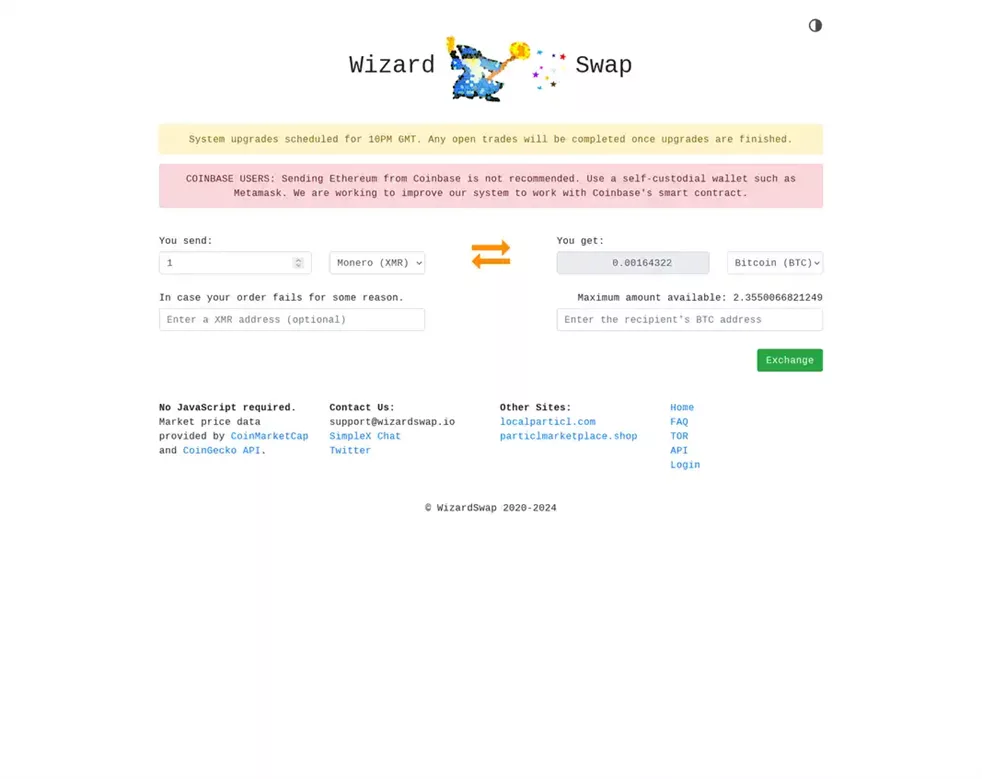 Wizard Swap
System upgrades scheduled for 10PM GMT. Any open trades will be completed once upgrades are finished.
COINBASE USERS: Sending Ethereum from Coinbase is not recommended. Use a self-custodial wallet such as
Metamask. We are working to improve our system to work with Coinbase's smart contract.
You send:
1
Monero (XMR)
In case your order fails for some reason.
Enter a XMR address (optional)
You get:
0.00164322
Bitcoin (BTC)
Maximum amount available: 2.3550066821249
Enter the recipient's BTC address
Exchange
No JavaScript required.
Market price data
provided by CoinMarketCap
and CoinGecko API.
Contact Us:
support@wizardswap.io
SimpleX Chat
Twitter
Other Sites:
localparticl.com
particlmarketplace.shop
Home
FAQ
TOR
API
Login
© WizardSwap 2020-2024